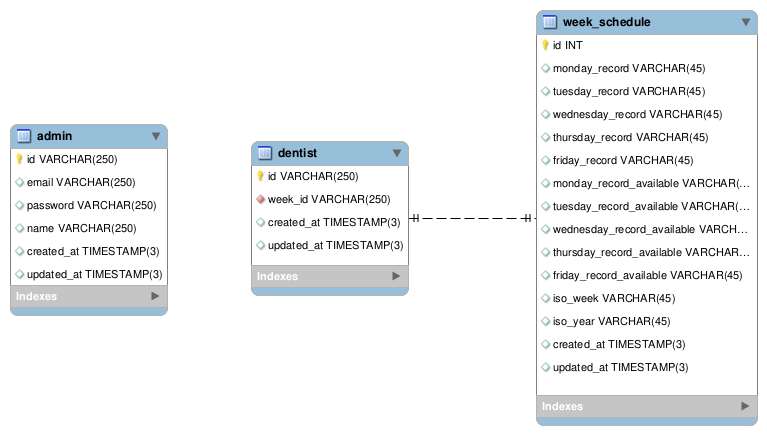 admin
id VARCHAR(250)
email VARCHAR(250)
password VARCHAR(250)
name VARCHAR(250)
created_at TIMESTAMP(3)
updated_at TIMESTAMP(3)
Indexes
dentist
id VARCHAR(250)
week_id VARCHAR(250)
created_at TIMESTAMP(3)
updated_at TIMESTAMP(3)
Indexes
week_schedule
id INT
monday_record VARCHAR(45)
tuesday_record VARCHAR(45)
wednesday_record VARCHAR(45)
thursday_record VARCHAR(45)
friday_record VARCHAR(45)
monday_record_available VARCHAR(...
tuesday_record_available VARCHAR(...
wednesday_record_available VARCH...
thursday_record_available VARCHAR...
friday_record_available VARCHAR(45)
iso_week VARCHAR(45)
iso_year VARCHAR(45)
created_at TIMESTAMP(3)
updated_at TIMESTAMP(3)
Indexes